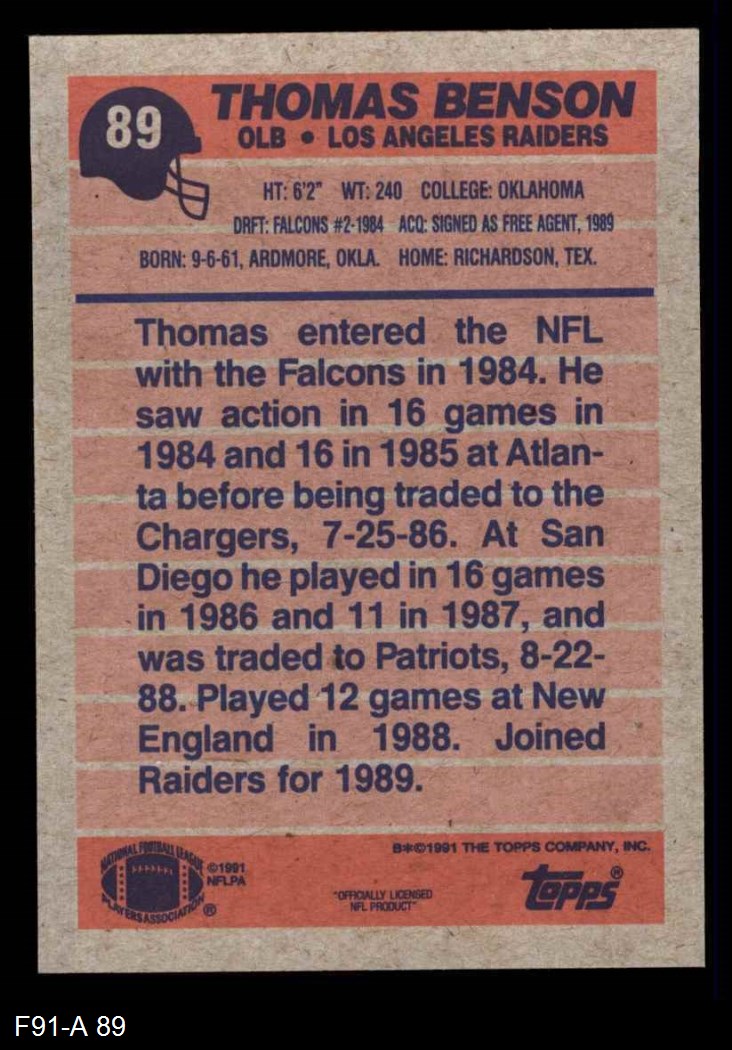 89
THOMAS BENSON
OLB • LOS ANGELES RAIDERS
HT: 6'2" WT: 240 COLLEGE: OKLAHOMA
DRFT: FALCONS #2-1984 ACQ: SIGNED AS FREE AGENT, 1989
BORN: 9-6-61, ARDMORE, OKLA. HOME: RICHARDSON, TEX.
Thomas entered the NFL
with the Falcons in 1984. He
saw action in 16 games in
1984 and 16 in 1985 at Atlan-
ta before being traded to the
Chargers, 7-25-86. At San
Diego he played in 16 games
in 1986 and 11 in 1987, and
was traded to Patriots, 8-22-
88. Played 12 games at New
England in 1988. Joined
Raiders for 1989.
NATIONAL FOOTBALL LEAGUE
PLAYERS ASSOCIATION ®
©1991
NFLPA
B*©1991 THE TOPPS COMPANY, INC.
"OFFICIALLY LICENSED
NFL PRODUCT"
topps®
F91-A 89